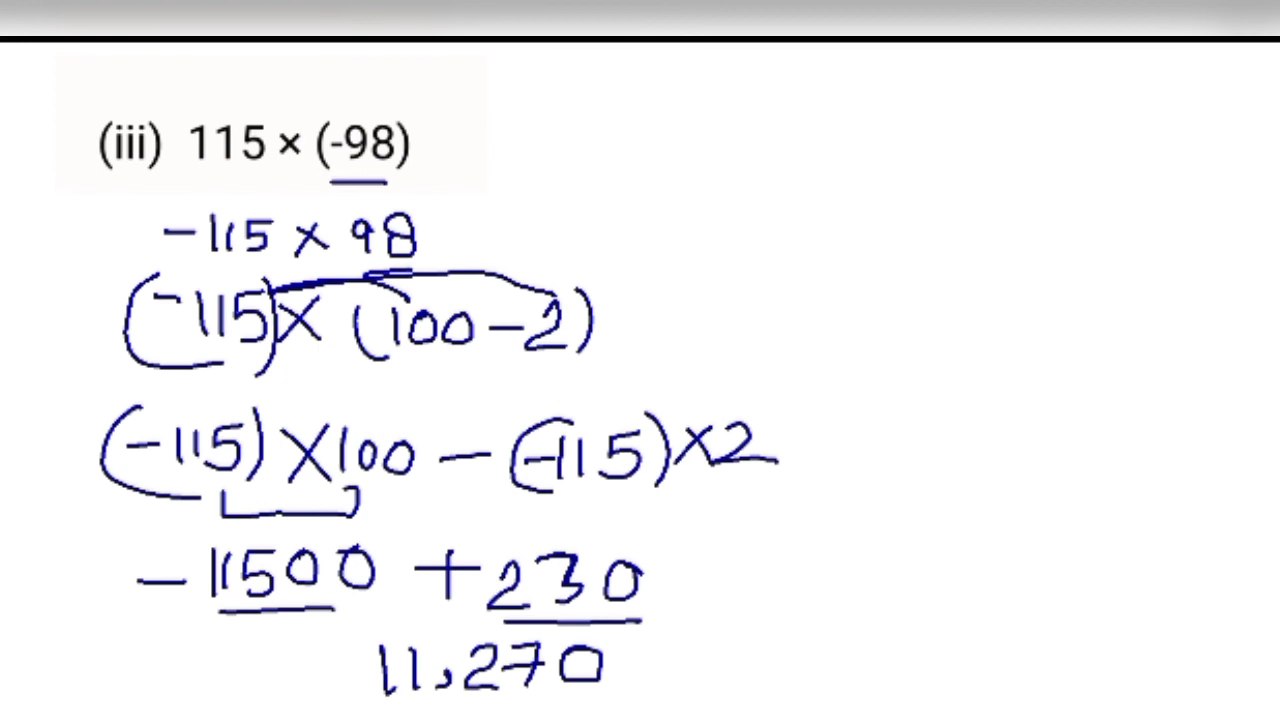 (iii) 115 × (-98)
-115 × 98
(-115) × (100-2)
(-115) × 100 - (-115) × 2
- 11500 + 230
11,270